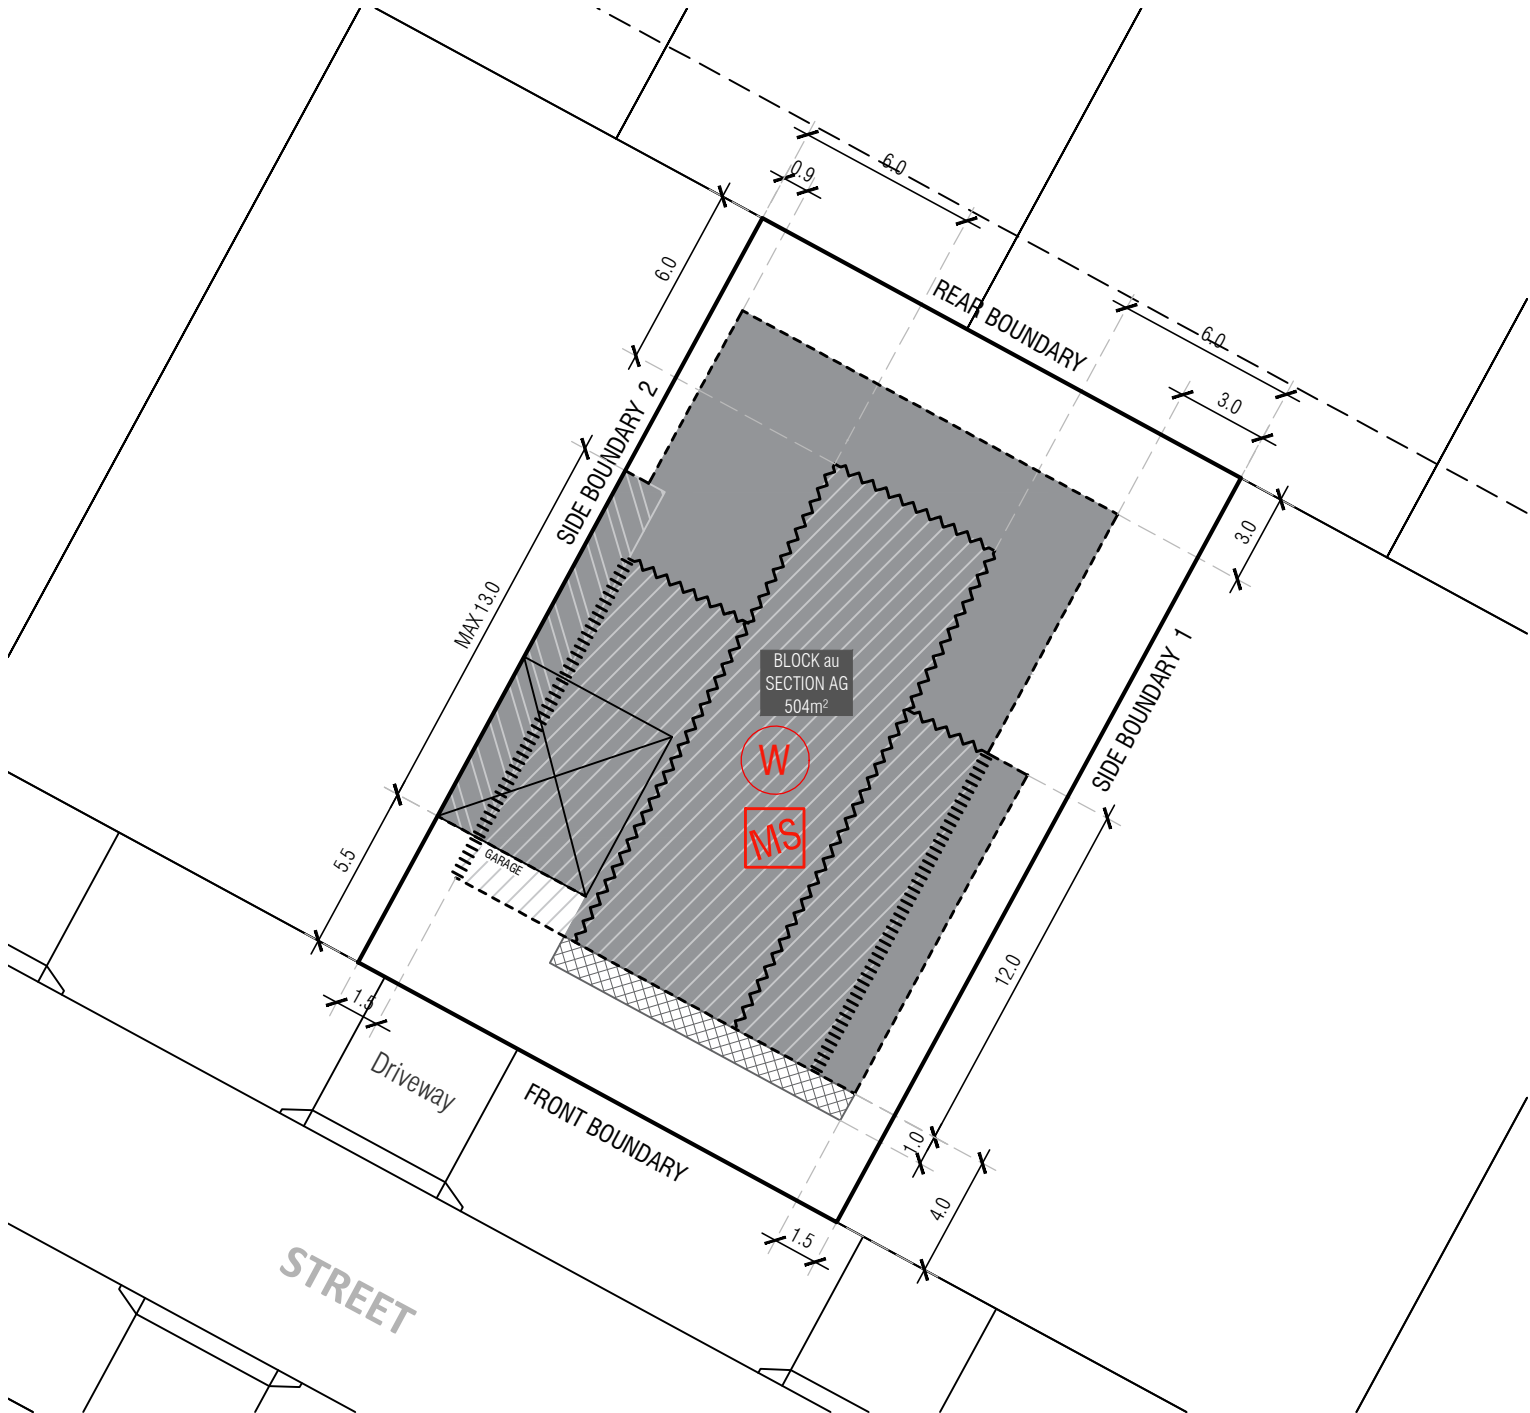 6.0
0.9
6.0
REAR BOUNDARY
6.0
3.0
SIDE BOUNDARY 2
3.0
MAX 13.0
BLOCK au
SECTION AG
504m²
SIDE BOUNDARY 1
W
MS
5.5
GARAGE
12.0
1.5
Driveway
FRONT BOUNDARY
1.0
4.0
1.5
STREET